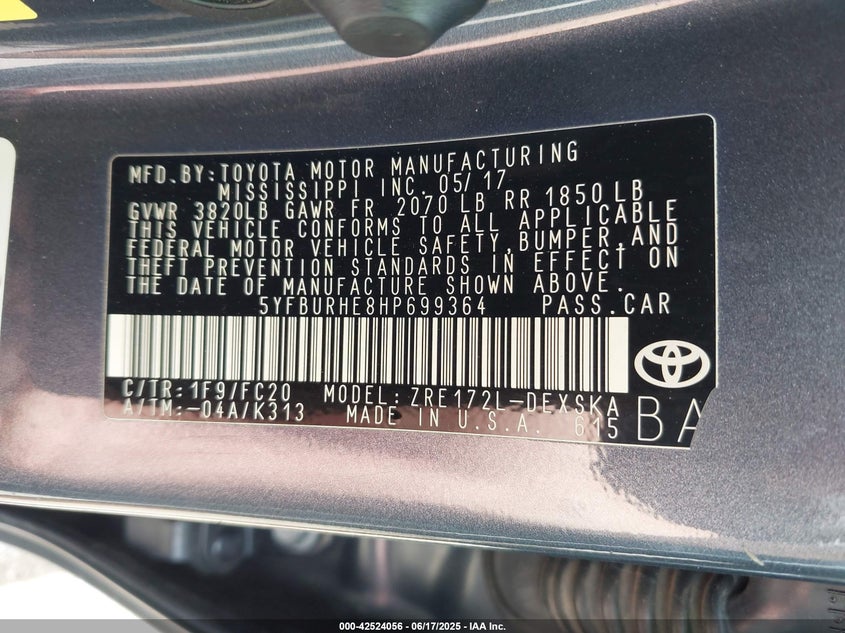 MFD. BY: TOYOTA MOTOR MANUFACTURING
MISSISSIPPI INC. 05/17
GVWR 3820LB GAWR FR 2070 LB RR 1850 LB
THIS VEHICLE CONFORMS TO ALL APPLICABLE
FEDERAL MOTOR VEHICLE SAFETY,BUMPER,AND
THEFT PREVENTION STANDARDS IN EFFECT ON
THE DATE OF MANUFACTURE SHOWN ABOVE.
5YFBURHE8HP699364 PASS.CAR
C/TR:1F9/FC20 MODEL:ZRE172L-DEXSKA
A/TM:-04A/K313 MADE IN U.S.A. 615
BA
000-42524056 - 06/17/2025 - IAA Inc.